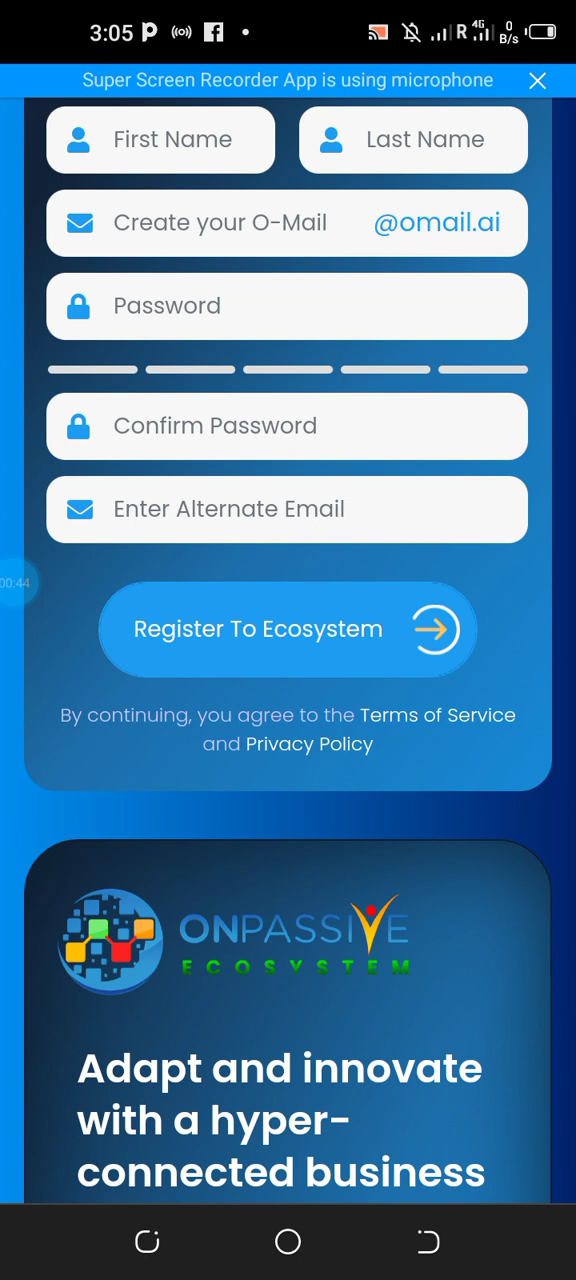 3:05
R 4G 0 B/s
Super Screen Recorder App is using microphone
First Name Last Name
Create your O-Mail @omail.ai
Password
Confirm Password
Enter Alternate Email
00:44
Register To Ecosystem
By continuing, you agree to the Terms of Service
and Privacy Policy
ONPASSIVE
ECOSYSTEM
Adapt and innovate
with a hyper-
connected business